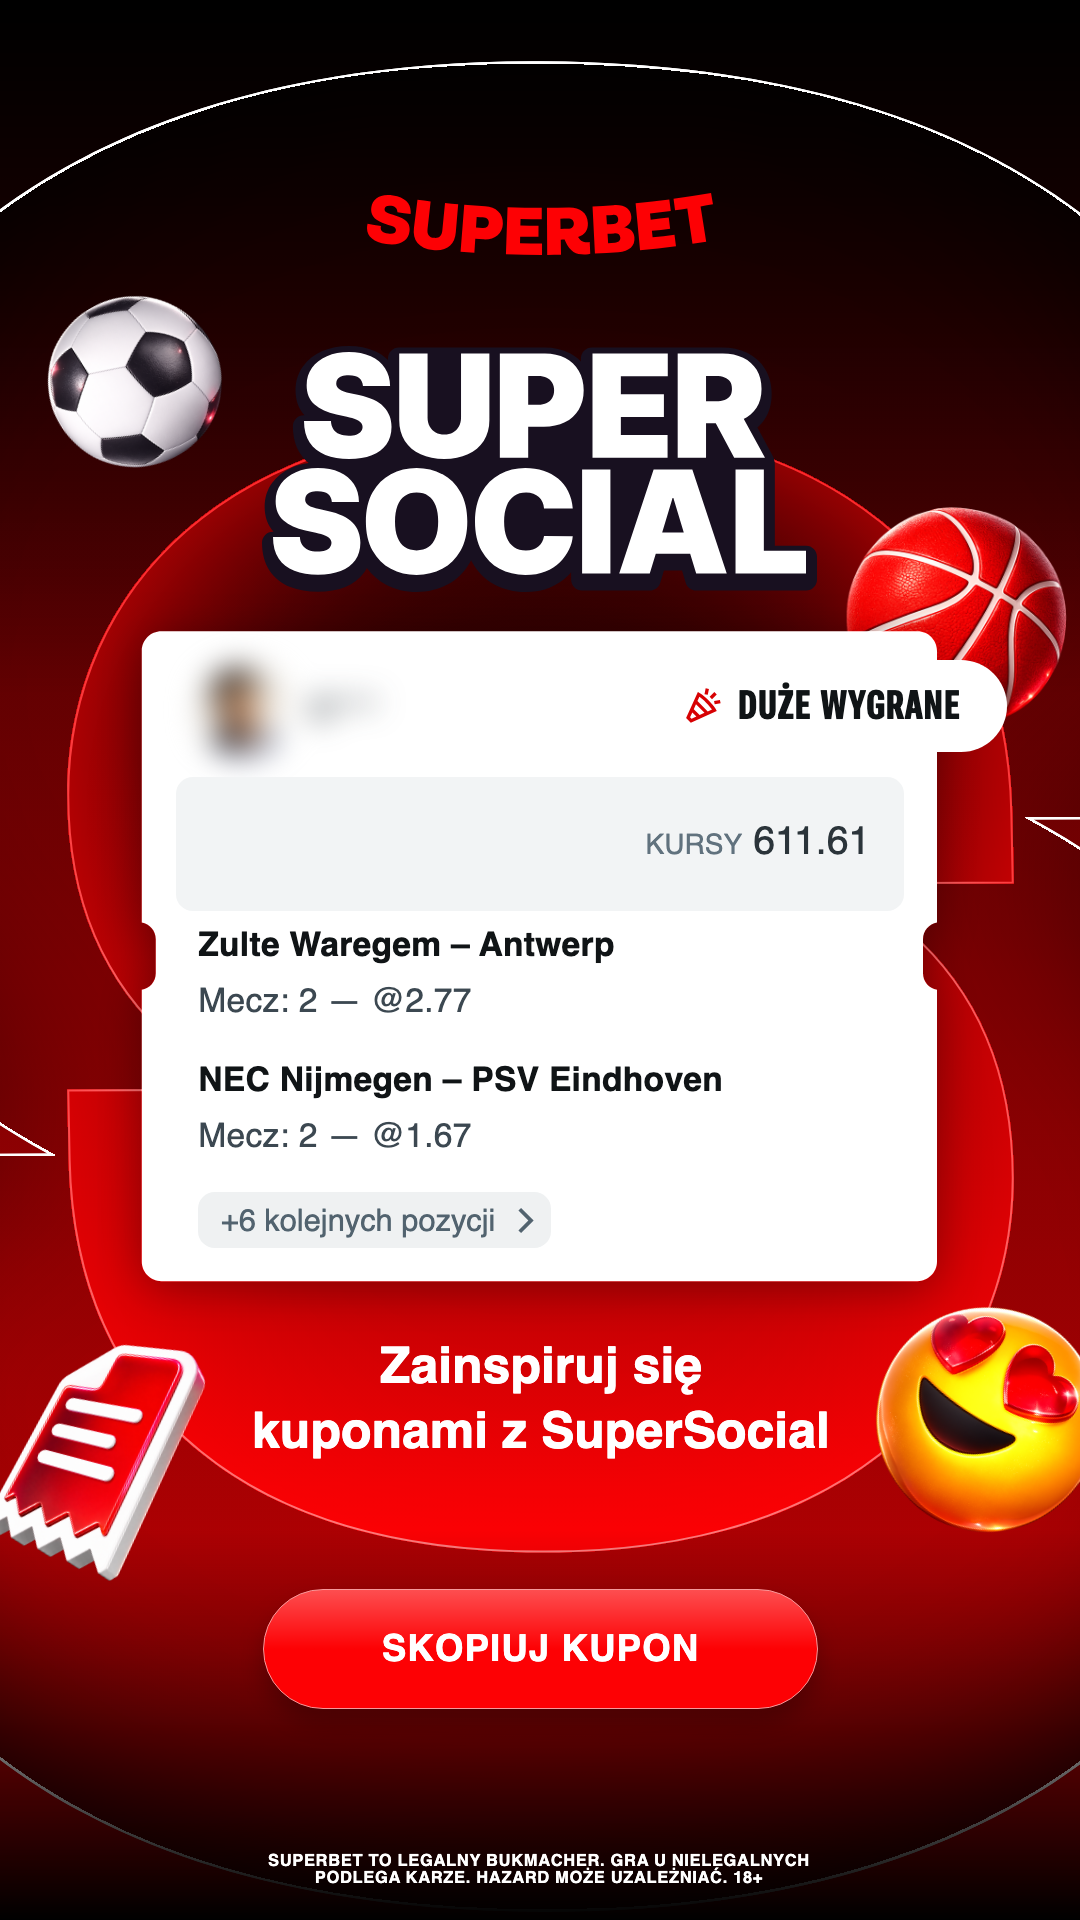 SUPERBET
SUPER
SOCIAL
DUŻE WYGRANE
KURSY 611.61
Zulte Waregem – Antwerp
Mecz: 2 — @2.77
NEC Nijmegen – PSV Eindhoven
Mecz: 2 — @1.67
+6 kolejnych pozycji
Zainspiruj się
kuponami z SuperSocial
SKOPIUJ KUPON
SUPERBET TO LEGALNY BUKMACHER. GRA U NIELEGALNYCH
PODLEGA KARZE. HAZARD MOŻE UZALEŻNIAĆ. 18+